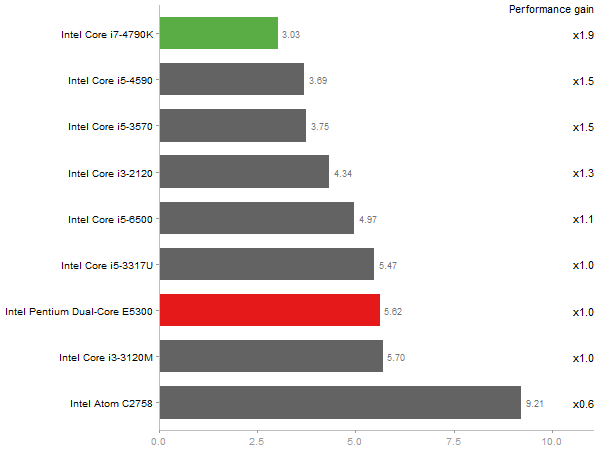 Performance gain
Intel Core i7-4790K 3.03 x1.9
Intel Core i5-4590 3.69 x1.5
Intel Core i5-3570 3.75 x1.5
Intel Core i3-2120 4.34 x1.3
Intel Core i5-6500 4.97 x1.1
Intel Core i5-3317U 5.47 x1.0
Intel Pentium Dual-Core E5300 5.62 x1.0
Intel Core i3-3120M 5.70 x1.0
Intel Atom C2758 9.21 x0.6
0.0 2.5 5.0 7.5 10.0